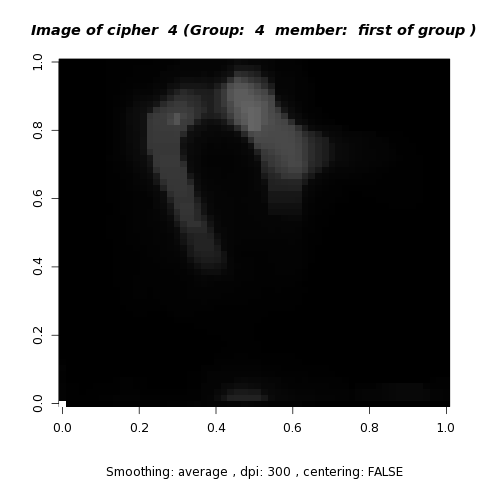 Image of cipher  4 (Group:  4  member:  first of group )
1.0
0.8
0.6
0.4
0.2
0.0
0.0 0.2 0.4 0.6 0.8 1.0
Smoothing: average , dpi: 300 , centering: FALSE